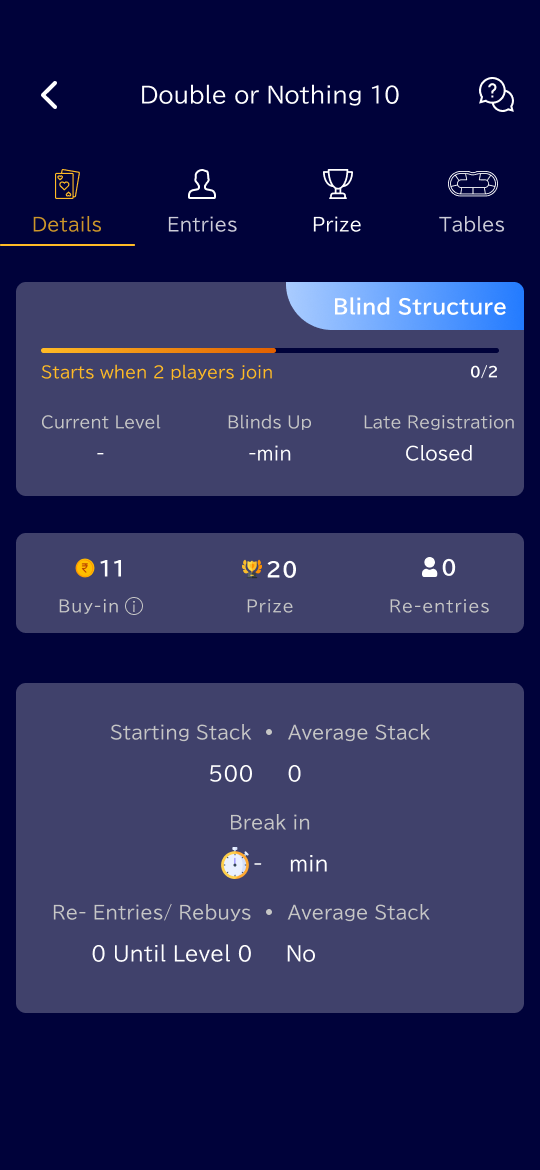 Double or Nothing 10
?
Details Entries Prize Tables
Blind Structure
Starts when 2 players join 0/2
Current Level Blinds Up Late Registration
- -min Closed
₹ 11 20 0
Buy-in i Prize Re-entries
Starting Stack • Average Stack
500 0
Break in
- min
Re- Entries/ Rebuys • Average Stack
0 Until Level 0 No